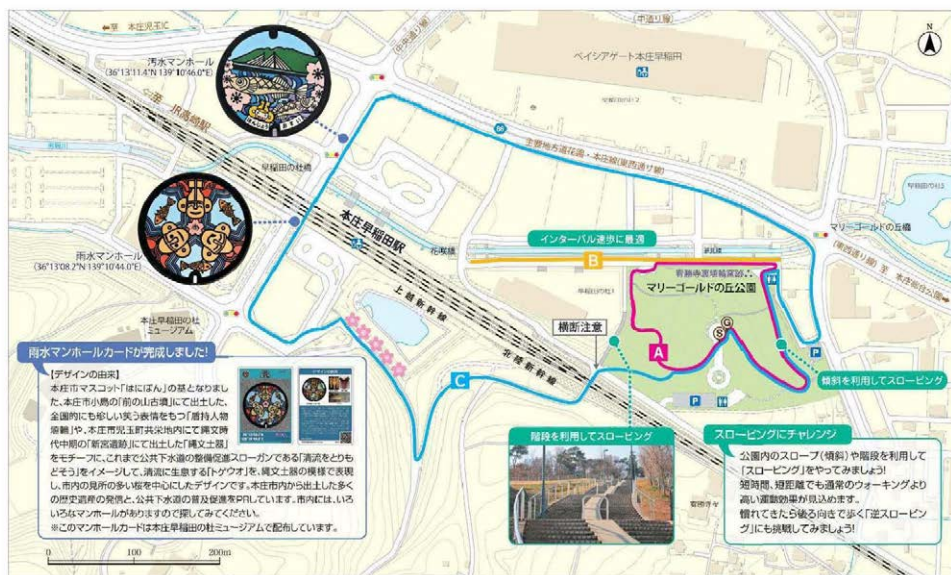 ←至 本庄児玉IC
(中央通り線)
(中通り線)
N
汚水マンホール
(36°13'11.4"N 139°10'46.0"E)
ベイシアゲート本庄早稲田
←至 JR高崎駅
早稲田の杜橋
86
主要地方道花園・本庄線(東西通り線)
雨水マンホール
(36°13'08.2"N 139°10'44.0"E)
本庄早稲田駅
花咲橋
インターバル速歩に最適
B
マリーゴールドの丘橋
(東西通り線) 至 本庄総合公園
マリーゴールドの丘公園
本庄早稲田の杜
ミュージアム
上越新幹線
北陸新幹線
横断注意
A
G
S
C
P
P
傾斜を利用してスローピング
階段を利用してスローピング
雨水マンホールカードが完成しました!
【デザインの由来】
本庄市マスコット「はにぽん」の基となりまし
た、本庄市小島の「前の山古墳」にて出土した、
全国的にも珍しい笑う表情をもつ「盾持人物
埴輪」や、本庄市児玉町共栄地内にて縄文時
代中期の「新宮遺跡」にて出土した「縄文土器」
をモチーフに、これまで公共下水道の整備促進スローガンである「清流をとりも
どそう」をイメージして、清流に生息する「トゲウオ」を、縄文土器の模様で表現
し、市内の見所の多い桜を中心にしたデザインです。本庄市内から出土した多く
の歴史遺産の発信と、公共下水道の普及促進をPRしています。市内には、いろ
いろなマンホールがありますので探してみてください。
※このマンホールカードは本庄早稲田の杜ミュージアムで配布しています。
スローピングにチャレンジ
公園内のスロープ(傾斜)や階段を利用して
「スローピング」をやってみましょう!
短時間、短距離でも通常のウォーキングより
高い運動効果が見込めます。
慣れてきたら後ろ向きで歩く「逆スローピン
グ」にも挑戦してみましょう!
0 100 200m